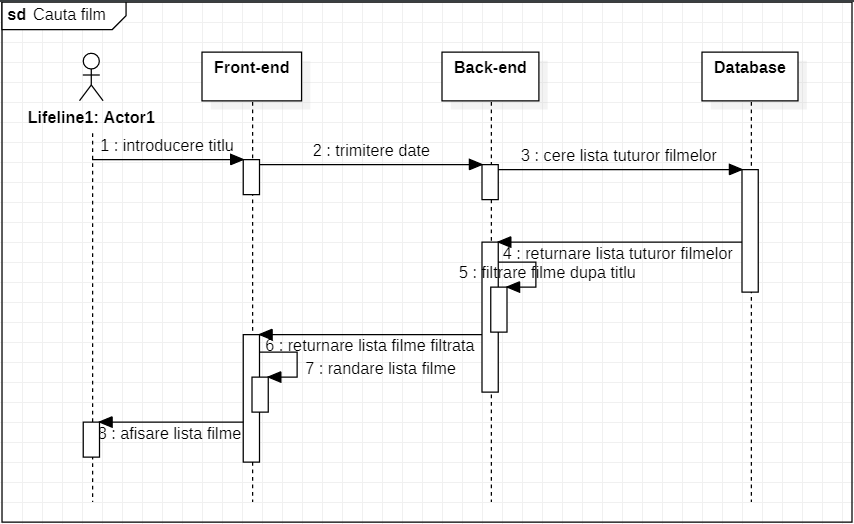 sd Cauta film
Front-end
Back-end
Database
Lifeline1: Actor1
1 : introducere titlu
2 : trimitere date
3 : cere lista tuturor filmelor
4 : returnare lista tuturor filmelor
5 : filtrare filme dupa titlu
6 : returnare lista filme filtrata
7 : randare lista filme
8 : afisare lista filme